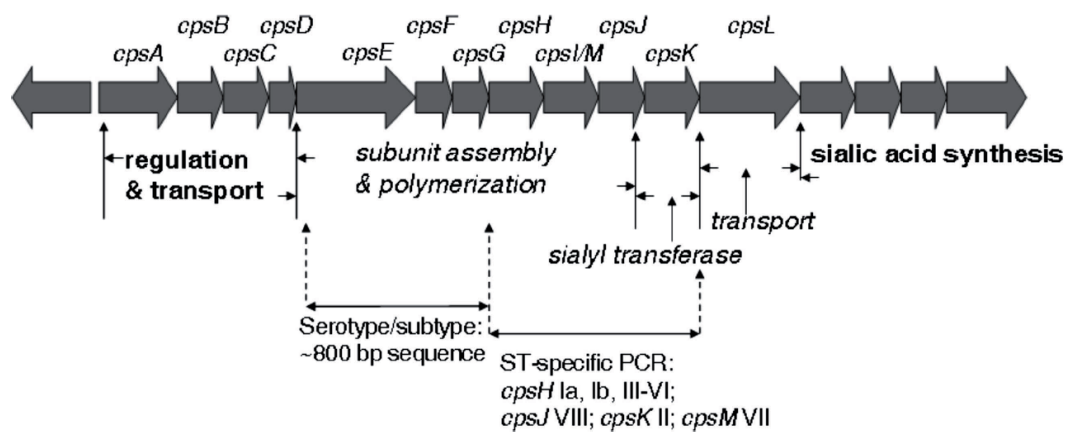 cpsB cpsD cpsF cpsH cpsJ cpsL
cpsA cpsC cpsE cpsG cpsI/M cpsK
regulation
& transport
subunit assembly
& polymerization
sialic acid synthesis
transport
sialyl transferase
Serotype/subtype:
~800 bp sequence
ST-specific PCR:
cpsH Ia, Ib, III-VI;
cpsJ VIII; cpsK II; cpsM VII